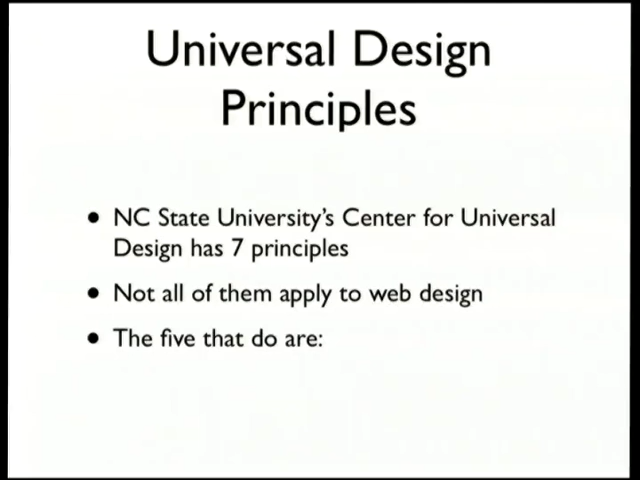 Universal Design
Principles
• NC State University's Center for Universal
Design has 7 principles
• Not all of them apply to web design
• The five that do are: